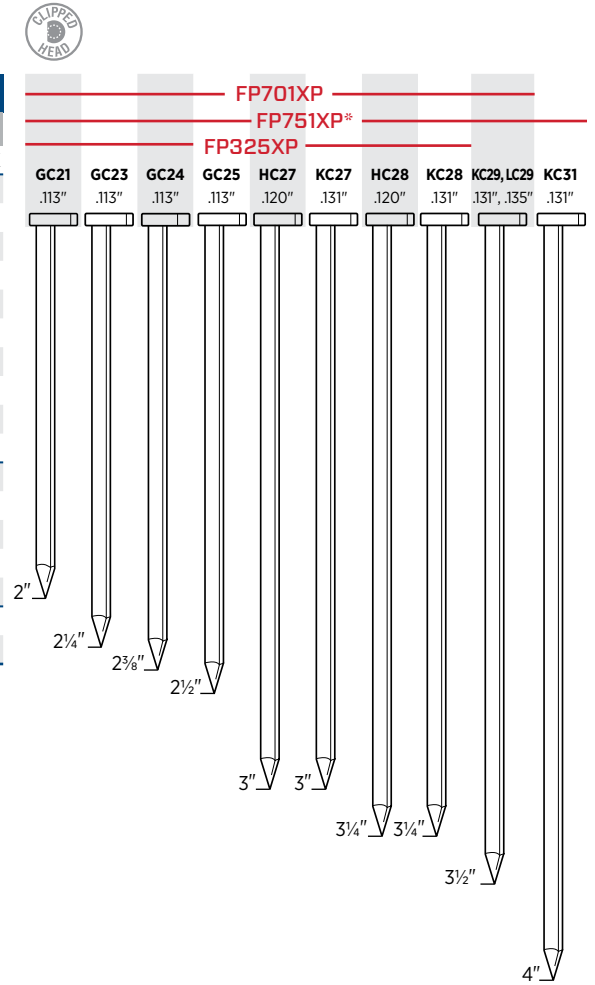 CLIPPED
HEAD
FP701XP
FP751XP*
FP325XP
GC21 GC23 GC24 GC25 HC27 KC27 HC28 KC28 KC29, LC29 KC31
.113" .113" .113" .113" .120" .131" .120" .131" .131", .135" .131"
2"
2¼"
2⅜"
2½"
3" 3"
3¼" 3¼"
3½"
4"